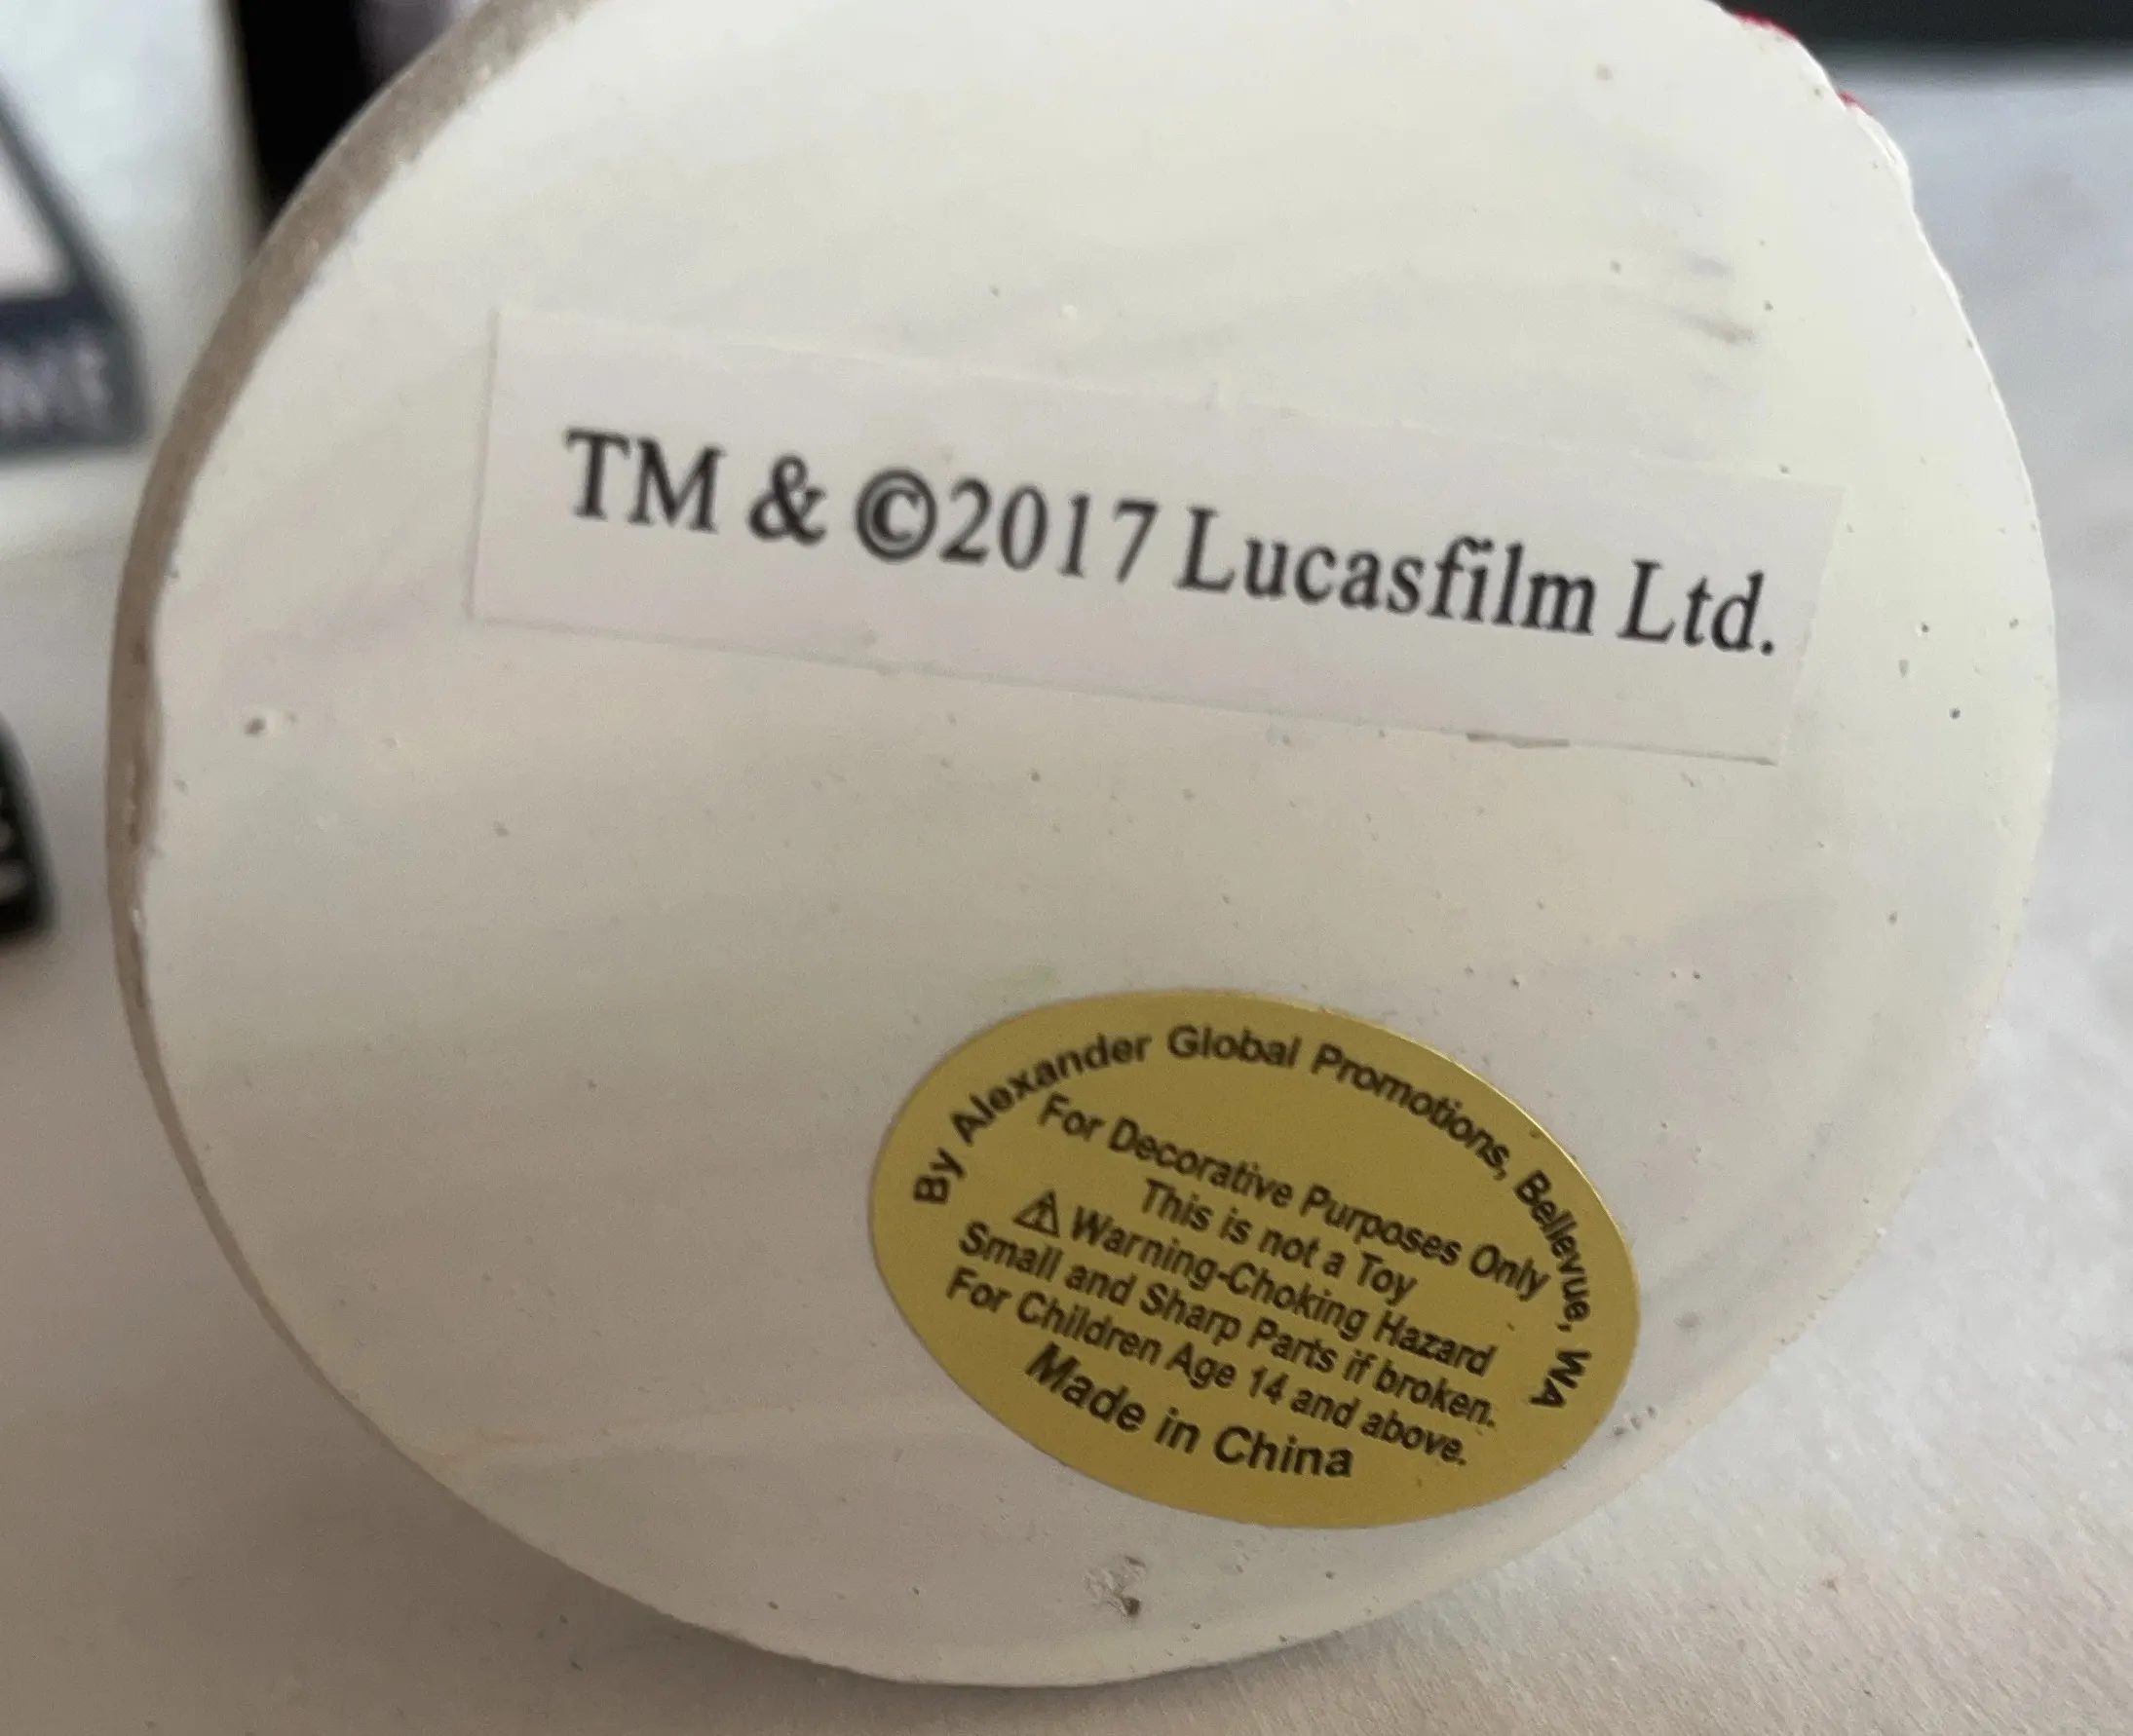 TM & ©2017 Lucasfilm Ltd.
By Alexander Global Promotions, Bellevue, WA
For Decorative Purposes Only
This is not a Toy
⚠ Warning-Choking Hazard
Small and Sharp Parts if broken.
For Children Age 14 and above.
Made in China